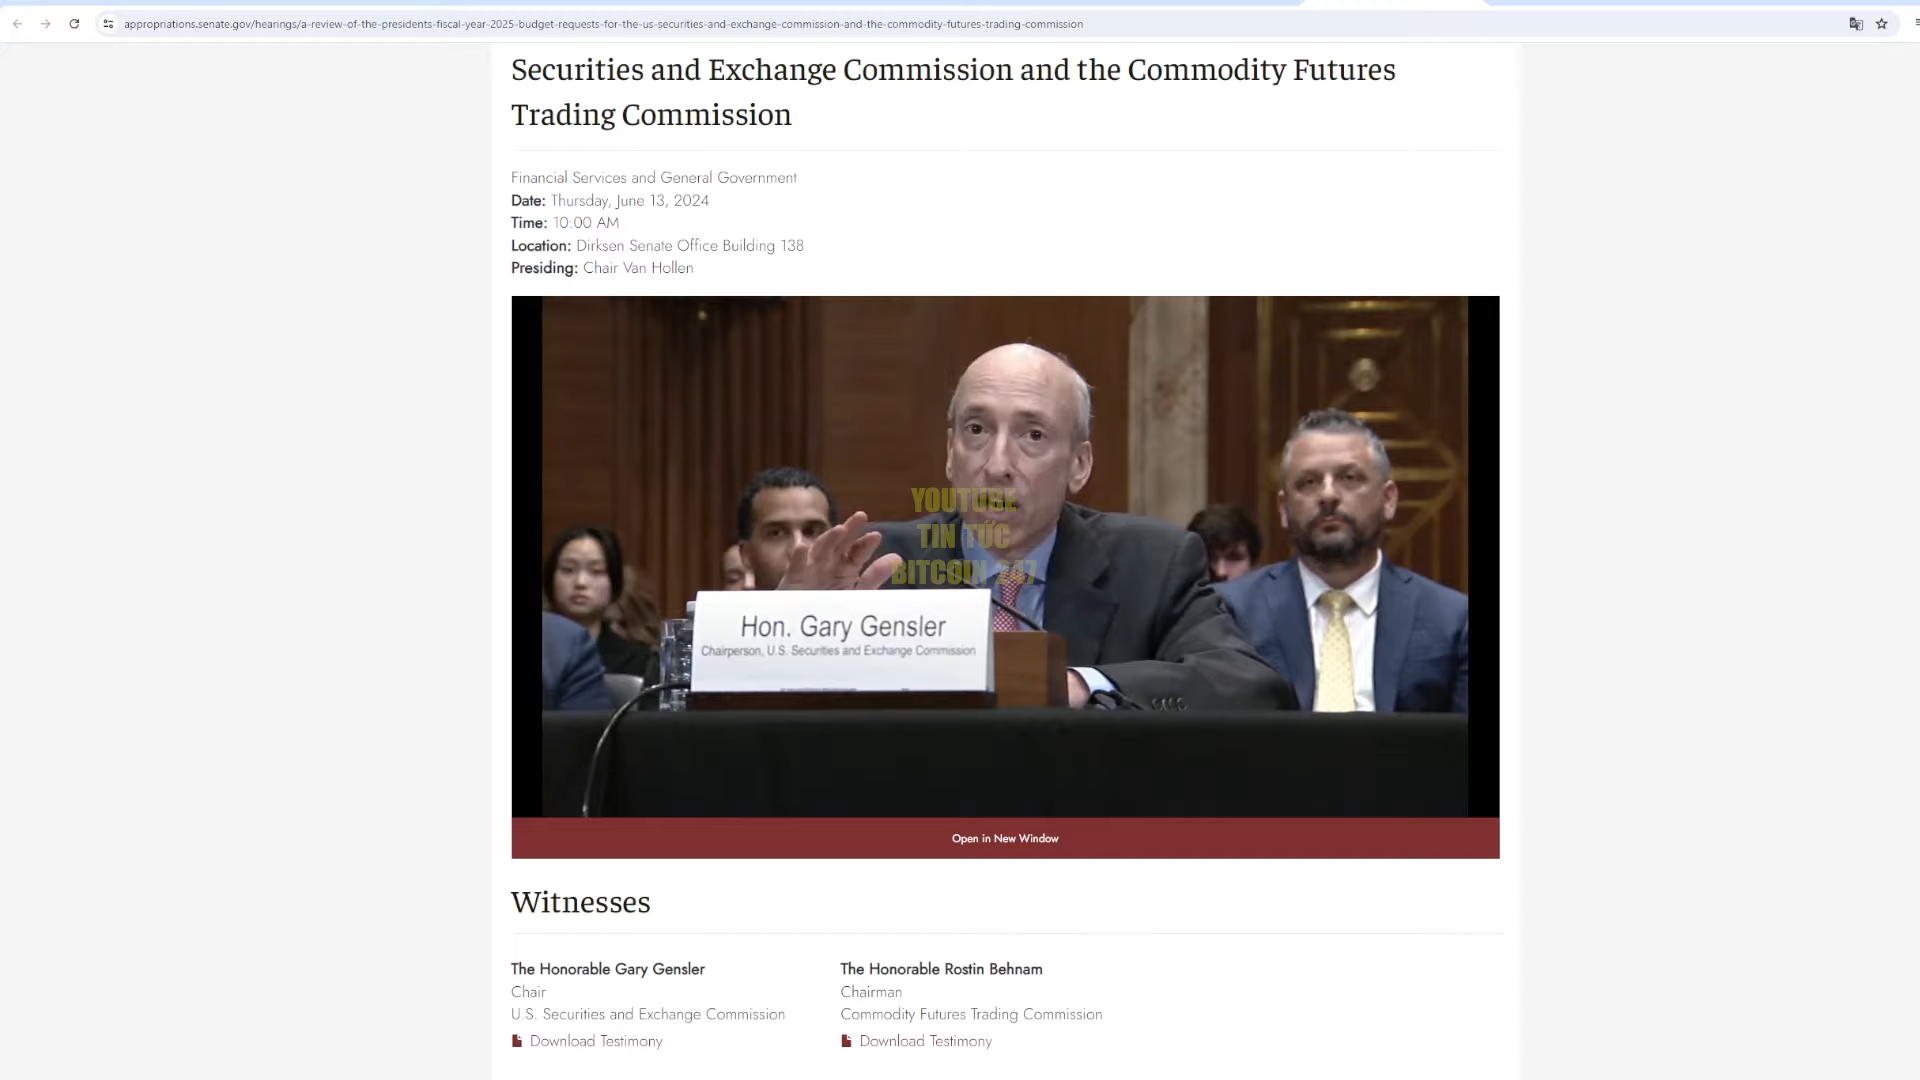 appropriations.senate.gov/hearings/a-review-of-the-presidents-fiscal-year-2025-budget-requests-for-the-us-securities-and-exchange-commission-and-the-commodity-futures-trading-commission
Securities and Exchange Commission and the Commodity Futures
Trading Commission
Financial Services and General Government
Date: Thursday, June 13, 2024
Time: 10:00 AM
Location: Dirksen Senate Office Building 138
Presiding: Chair Van Hollen
YOUTUBE
TIN TỨC
BITCOIN 247
Hon. Gary Gensler
Chairperson, U.S. Securities and Exchange Commission
Open in New Window
Witnesses
The Honorable Gary Gensler
Chair
U.S. Securities and Exchange Commission
Download Testimony
The Honorable Rostin Behnam
Chairman
Commodity Futures Trading Commission
Download Testimony